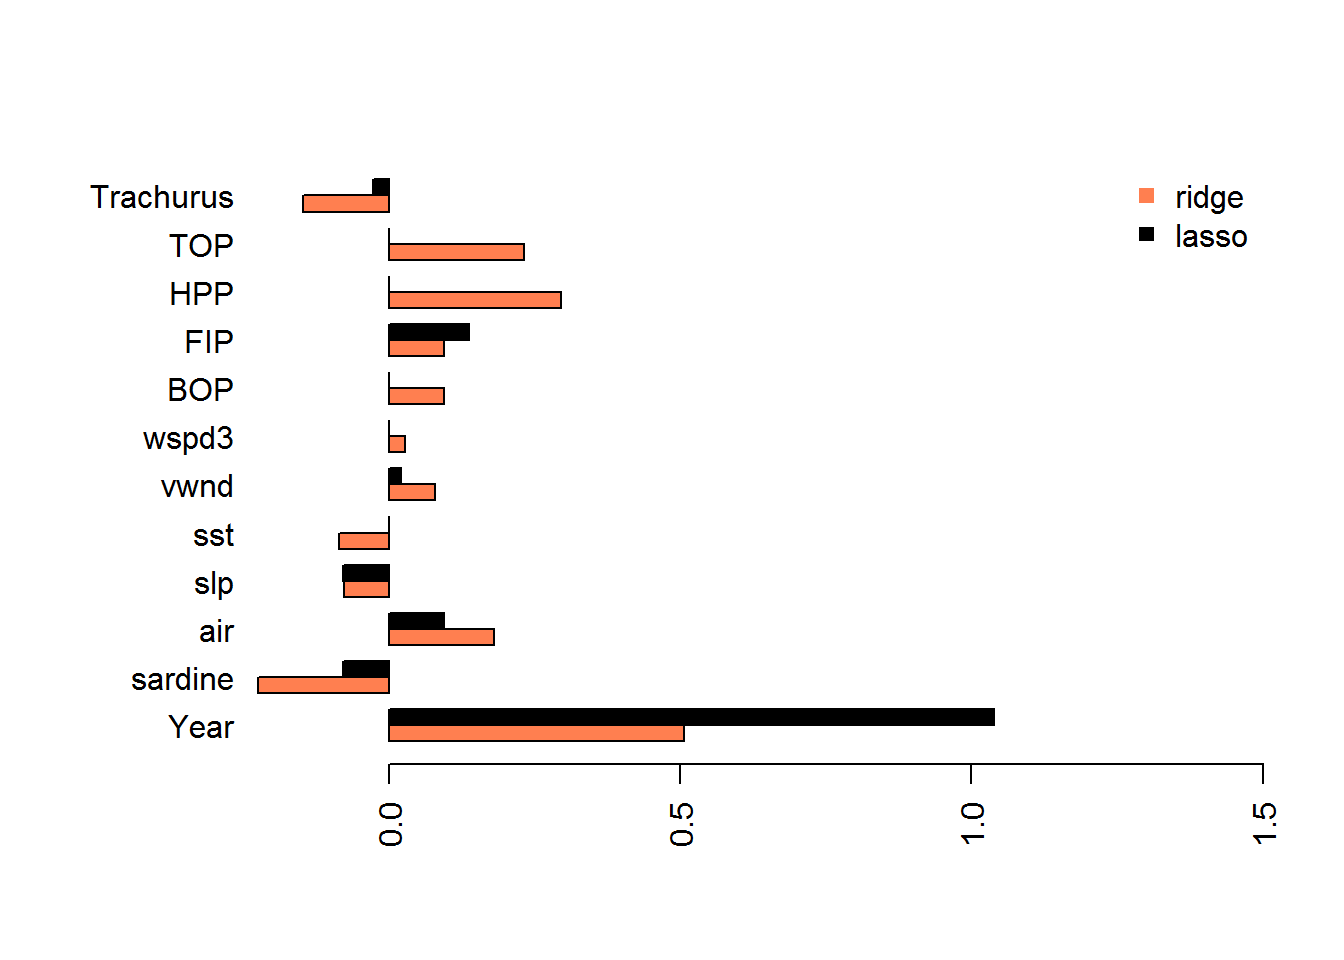 Trachurus
TOP
HPP
FIP
BOP
wspd3
vwnd
sst
slp
air
sardine
Year
ridge
lasso
0.0
0.5
1.0
1.5